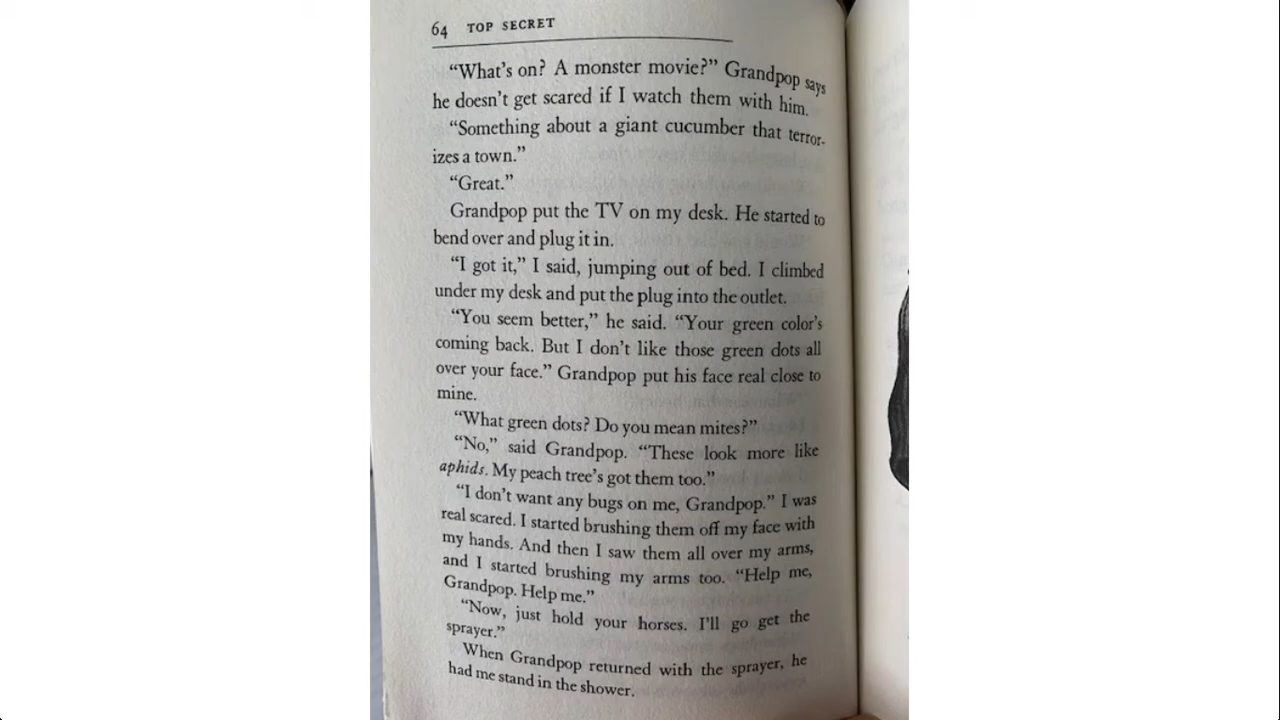 64 TOP SECRET
“What’s on? A monster movie?” Grandpop says
he doesn’t get scared if I watch them with him.
“Something about a giant cucumber that terror-
izes a town.”
“Great.”
Grandpop put the TV on my desk. He started to
bend over and plug it in.
“I got it,” I said, jumping out of bed. I climbed
under my desk and put the plug into the outlet.
“You seem better,” he said. “Your green color’s
coming back. But I don’t like those green dots all
over your face.” Grandpop put his face real close to
mine.
“What green dots? Do you mean mites?”
“No,” said Grandpop. “These look more like
aphids. My peach tree’s got them too.”
“I don’t want any bugs on me, Grandpop.” I was
real scared. I started brushing them off my face with
my hands. And then I saw them all over my arms,
and I started brushing my arms too. “Help me,
Grandpop. Help me.”
“Now, just hold your horses. I’ll go get the
sprayer.”
When Grandpop returned with the sprayer, he
had me stand in the shower.